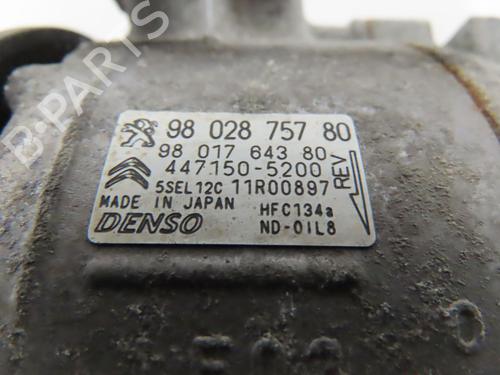 B-PARTS
98 028 757 80
98 017 643 80
447150-5200
5SEL12C 11R00897
REV
MADE IN JAPAN HFC134a
DENSO ND-OIL8